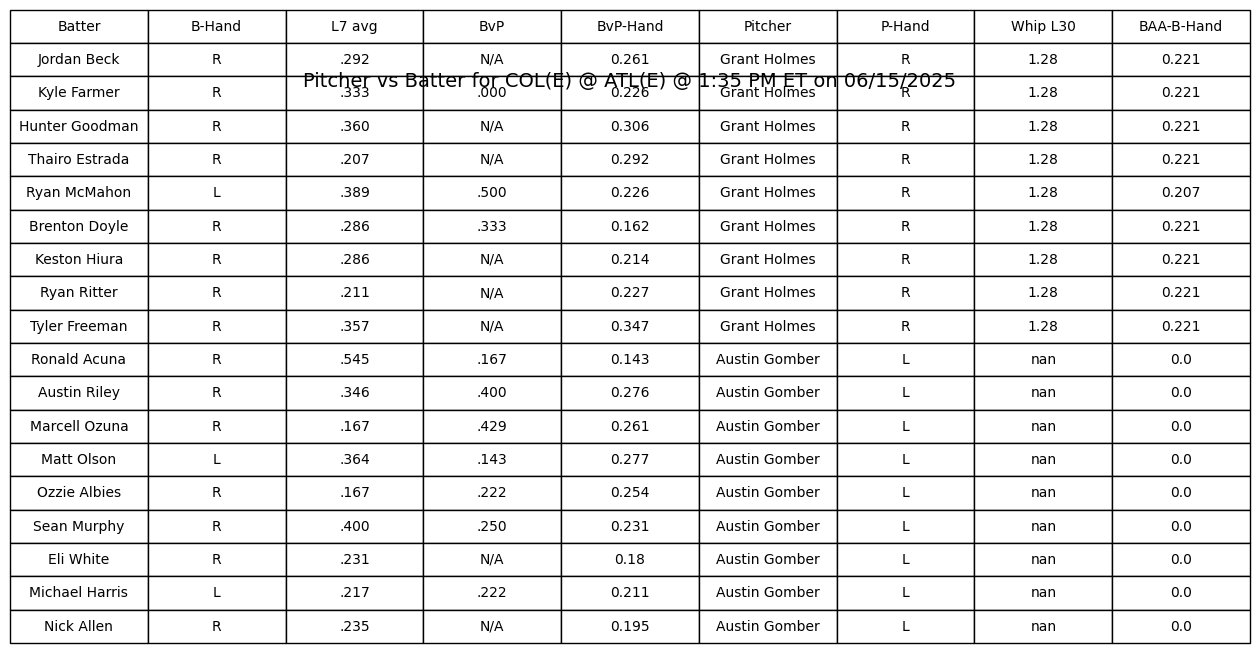 Batter B-Hand L7 avg BvP BvP-Hand Pitcher P-Hand Whip L30 BAA-B-Hand
Jordan Beck R .292 N/A 0.261 Grant Holmes R 1.28 0.221
Pitcher vs Batter for COL(E) @ ATL(E) @ 1:35 PM ET on 06/15/2025
Kyle Farmer R .333 .000 0.226 Grant Holmes R 1.28 0.221
Hunter Goodman R .360 N/A 0.306 Grant Holmes R 1.28 0.221
Thairo Estrada R .207 N/A 0.292 Grant Holmes R 1.28 0.221
Ryan McMahon L .389 .500 0.226 Grant Holmes R 1.28 0.207
Brenton Doyle R .286 .333 0.162 Grant Holmes R 1.28 0.221
Keston Hiura R .286 N/A 0.214 Grant Holmes R 1.28 0.221
Ryan Ritter R .211 N/A 0.227 Grant Holmes R 1.28 0.221
Tyler Freeman R .357 N/A 0.347 Grant Holmes R 1.28 0.221
Ronald Acuna R .545 .167 0.143 Austin Gomber L nan 0.0
Austin Riley R .346 .400 0.276 Austin Gomber L nan 0.0
Marcell Ozuna R .167 .429 0.261 Austin Gomber L nan 0.0
Matt Olson L .364 .143 0.277 Austin Gomber L nan 0.0
Ozzie Albies R .167 .222 0.254 Austin Gomber L nan 0.0
Sean Murphy R .400 .250 0.231 Austin Gomber L nan 0.0
Eli White R .231 N/A 0.18 Austin Gomber L nan 0.0
Michael Harris L .217 .222 0.211 Austin Gomber L nan 0.0
Nick Allen R .235 N/A 0.195 Austin Gomber L nan 0.0